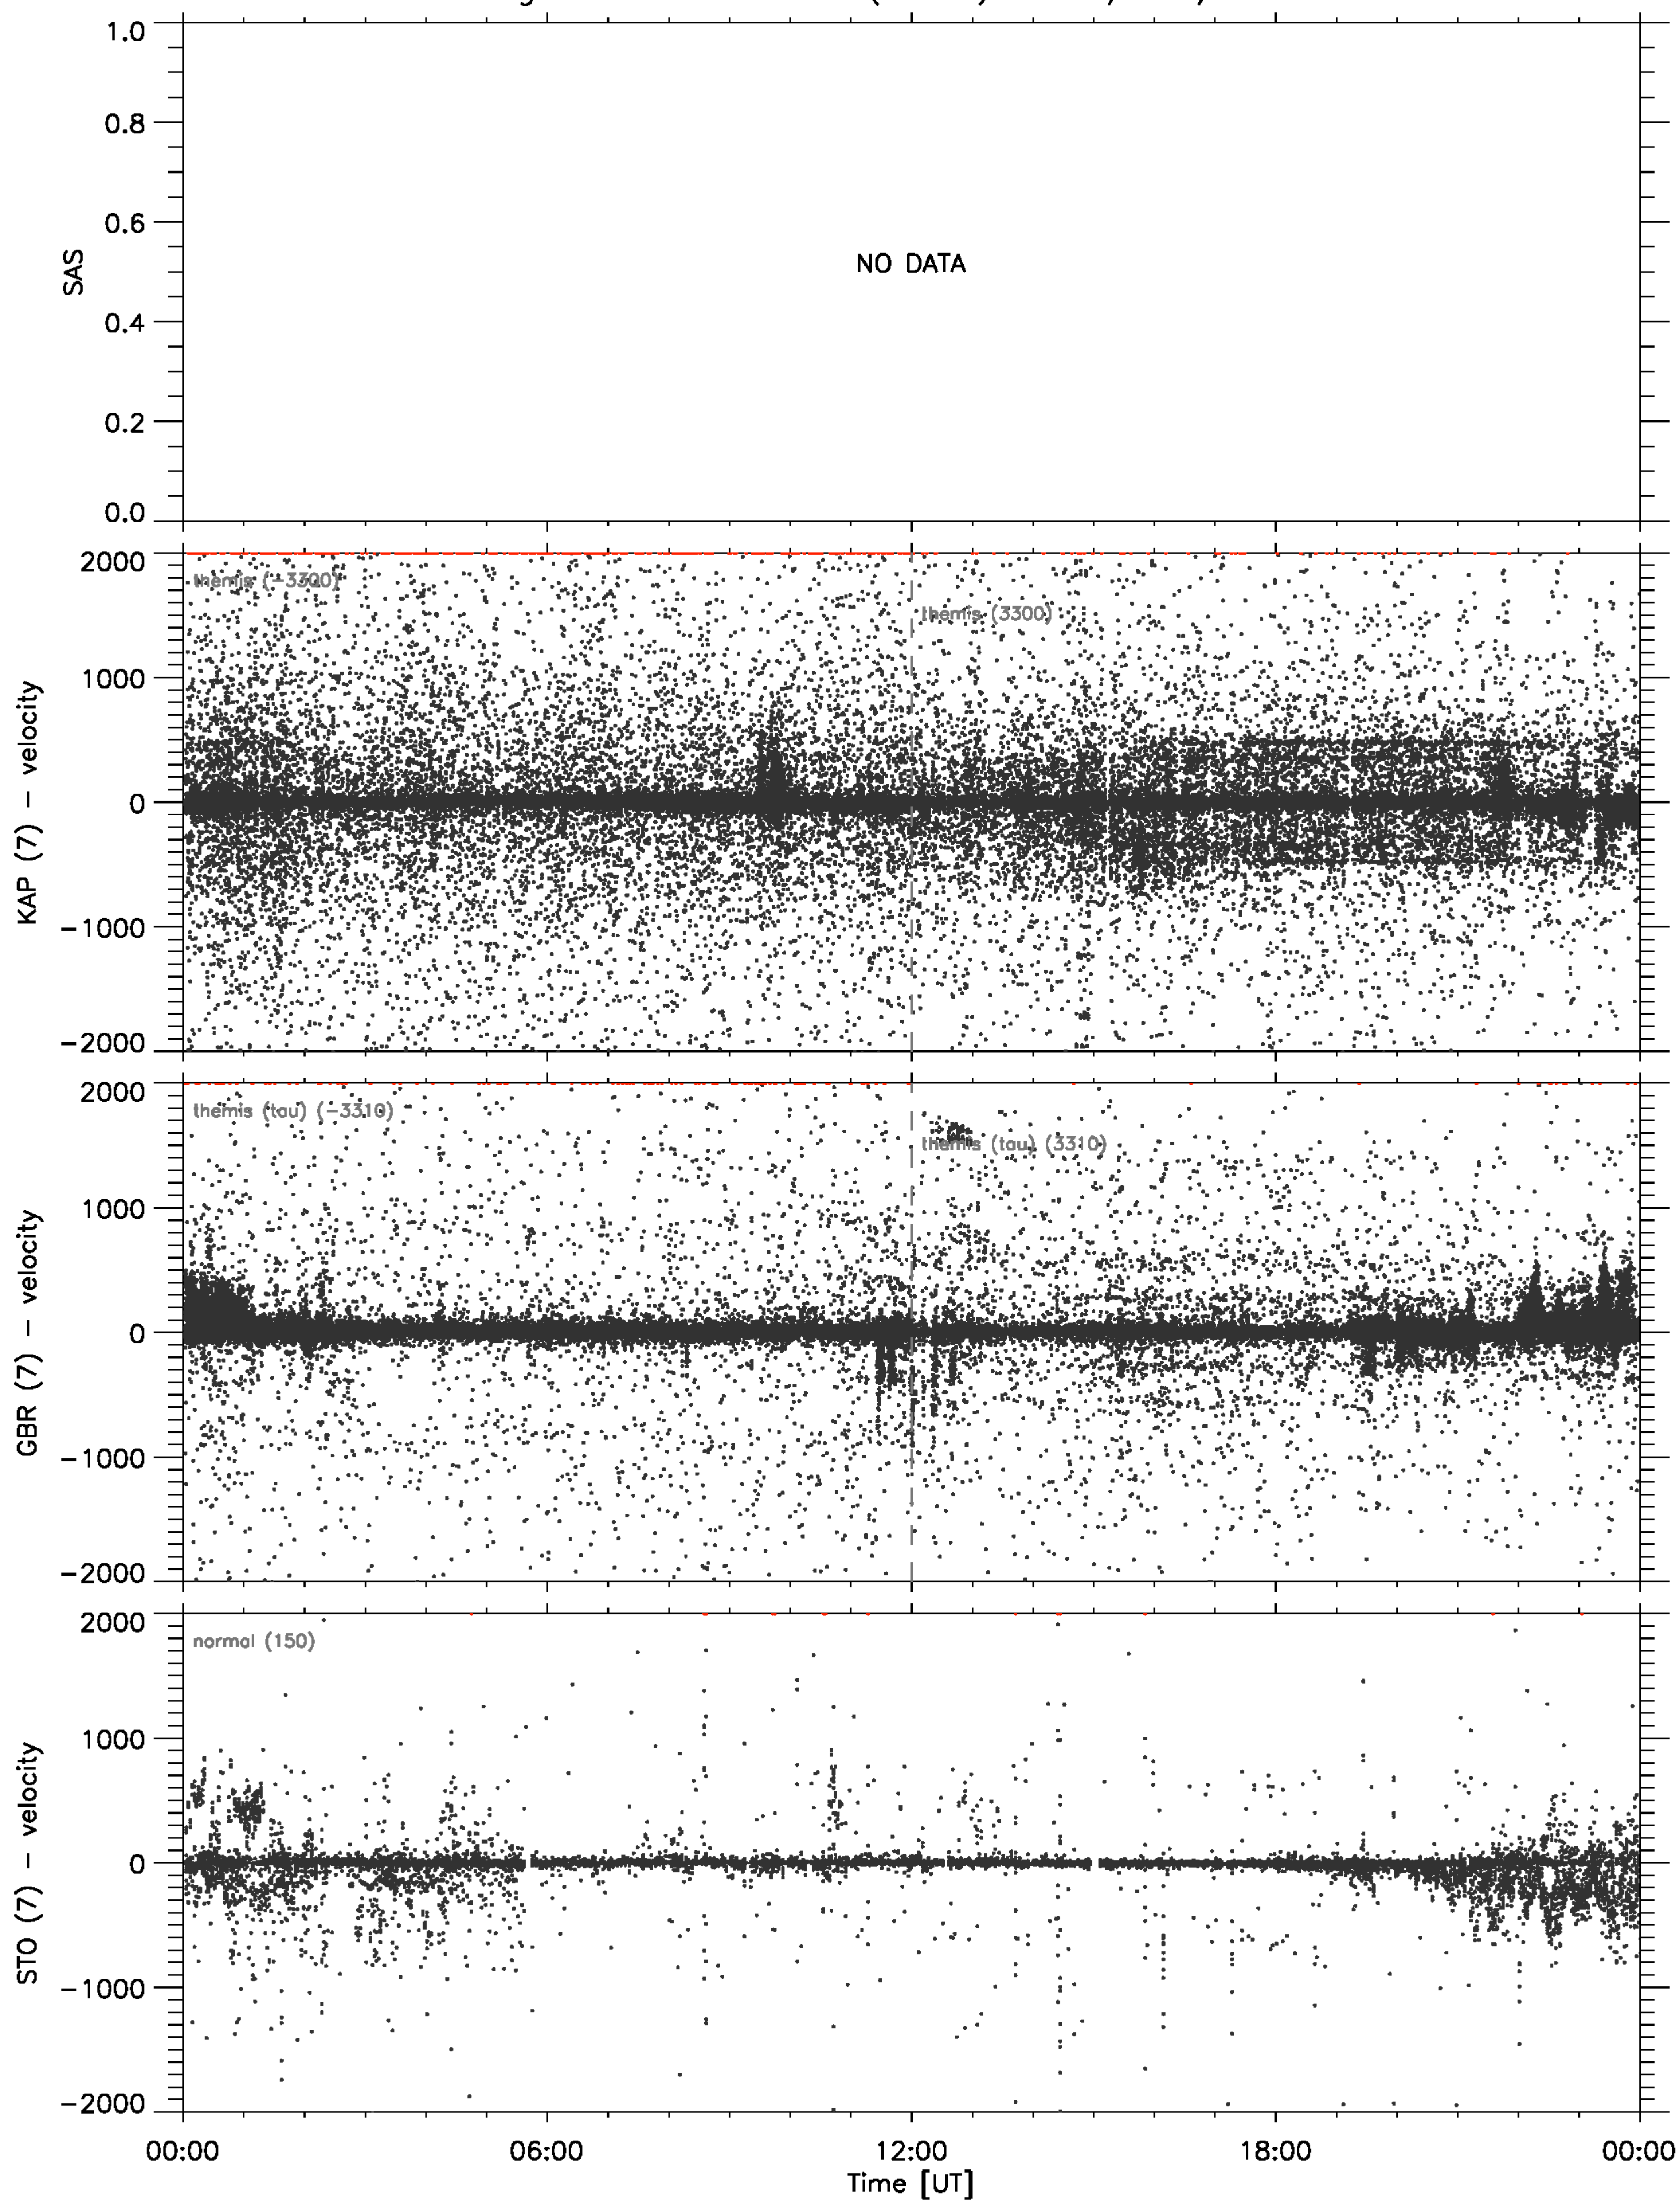 1.0
0.8
0.6
0.4
0.2
0.0
SAS
NO DATA
2000
1000
0
−1000
−2000
KAP (7) − velocity
themis (−3300)
themis (3300)
2000
1000
0
−1000
−2000
GBR (7) − velocity
themis (tau) (−3310)
themis (tau) (3310)
2000
1000
0
−1000
−2000
STO (7) − velocity
normal (150)
00:00 06:00 12:00 18:00 00:00
Time [UT]